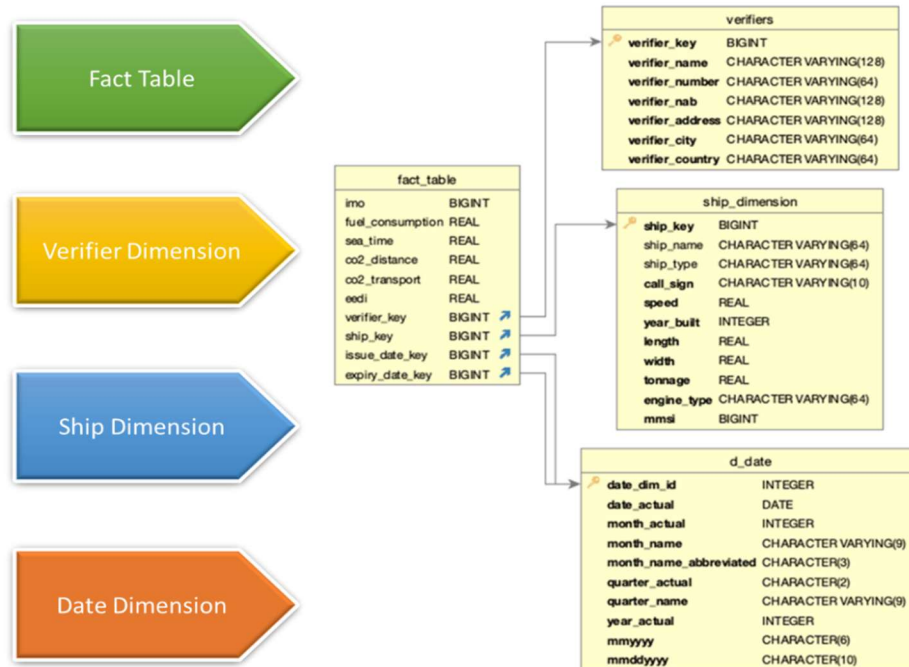 Fact Table
Verifier Dimension
Ship Dimension
Date Dimension
fact_table
imo BIGINT
fuel_consumption REAL
sea_time REAL
co2_distance REAL
co2_transport REAL
eedi REAL
verifier_key BIGINT
ship_key BIGINT
issue_date_key BIGINT
expiry_date_key BIGINT
verifiers
verifier_key BIGINT
verifier_name CHARACTER VARYING(128)
verifier_number CHARACTER VARYING(64)
verifier_nab CHARACTER VARYING(128)
verifier_address CHARACTER VARYING(128)
verifier_city CHARACTER VARYING(64)
verifier_country CHARACTER VARYING(64)
ship_dimension
ship_key BIGINT
ship_name CHARACTER VARYING(64)
ship_type CHARACTER VARYING(64)
call_sign CHARACTER VARYING(10)
speed REAL
year_built INTEGER
length REAL
width REAL
tonnage REAL
engine_type CHARACTER VARYING(64)
mmsi BIGINT
d_date
date_dim_id INTEGER
date_actual DATE
month_actual INTEGER
month_name CHARACTER VARYING(9)
month_name_abbreviated CHARACTER(3)
quarter_actual CHARACTER(2)
quarter_name CHARACTER VARYING(9)
year_actual INTEGER
mmyyyy CHARACTER(6)
mmddyyyy CHARACTER(10)